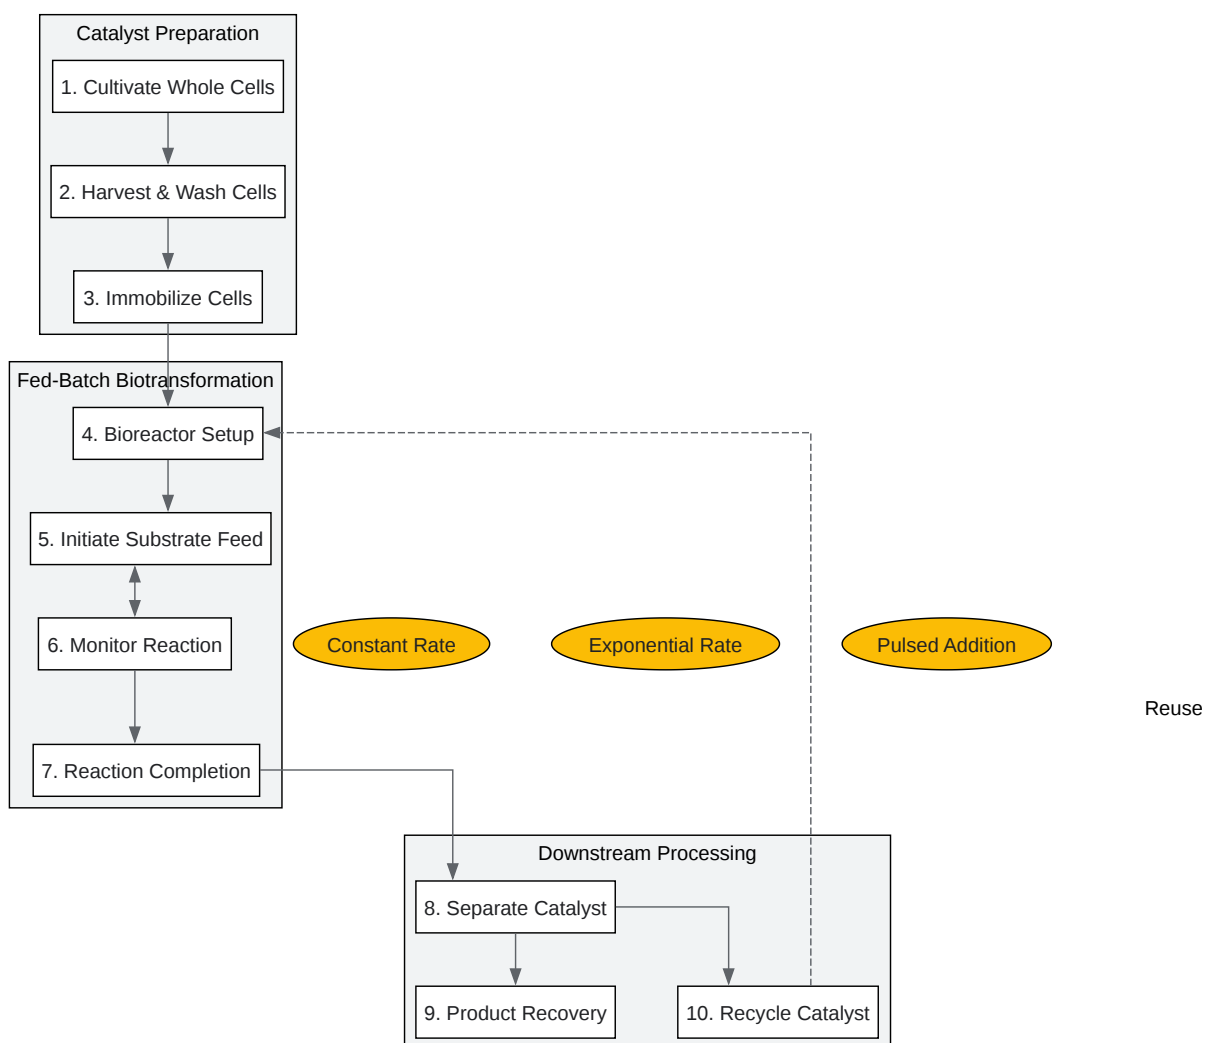 Catalyst Preparation
1. Cultivate Whole Cells
2. Harvest & Wash Cells
3. Immobilize Cells
Fed-Batch Biotransformation
4. Bioreactor Setup
5. Initiate Substrate Feed
6. Monitor Reaction
Constant Rate
Exponential Rate
Pulsed Addition
Reuse
7. Reaction Completion
Downstream Processing
8. Separate Catalyst
9. Product Recovery
10. Recycle Catalyst